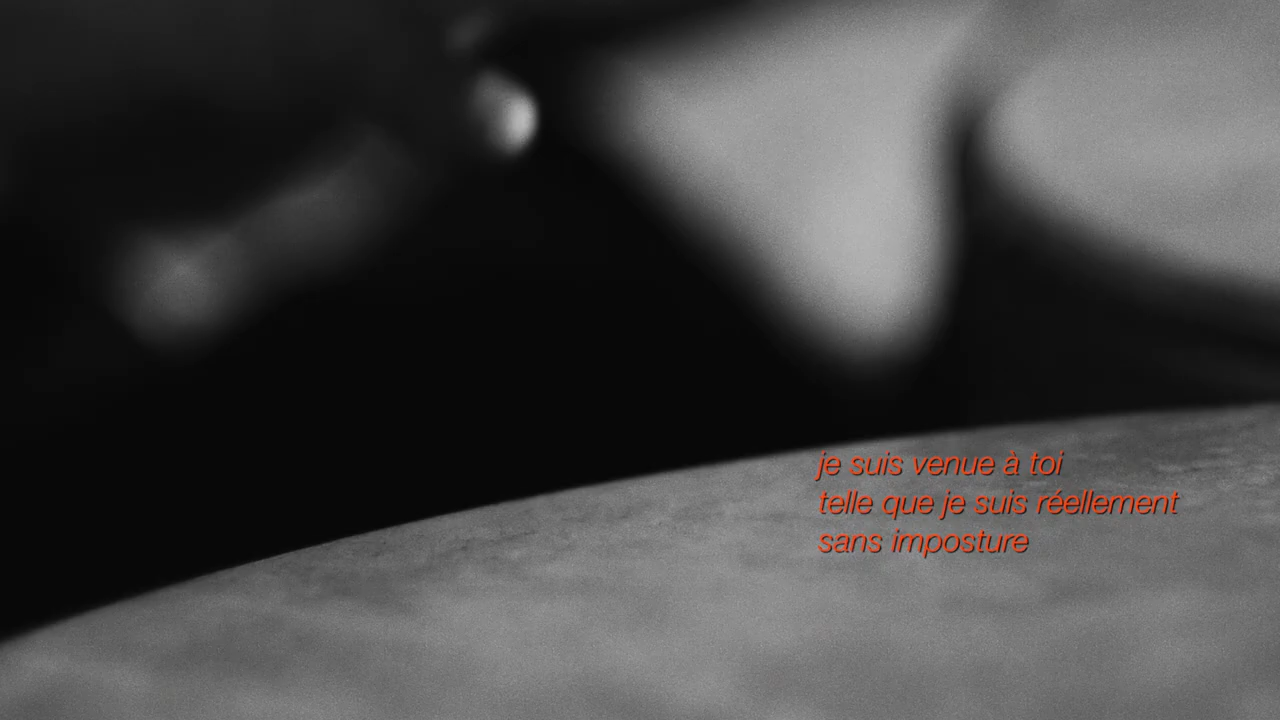 je suis venue à toi
telle que je suis réellement
sans imposture